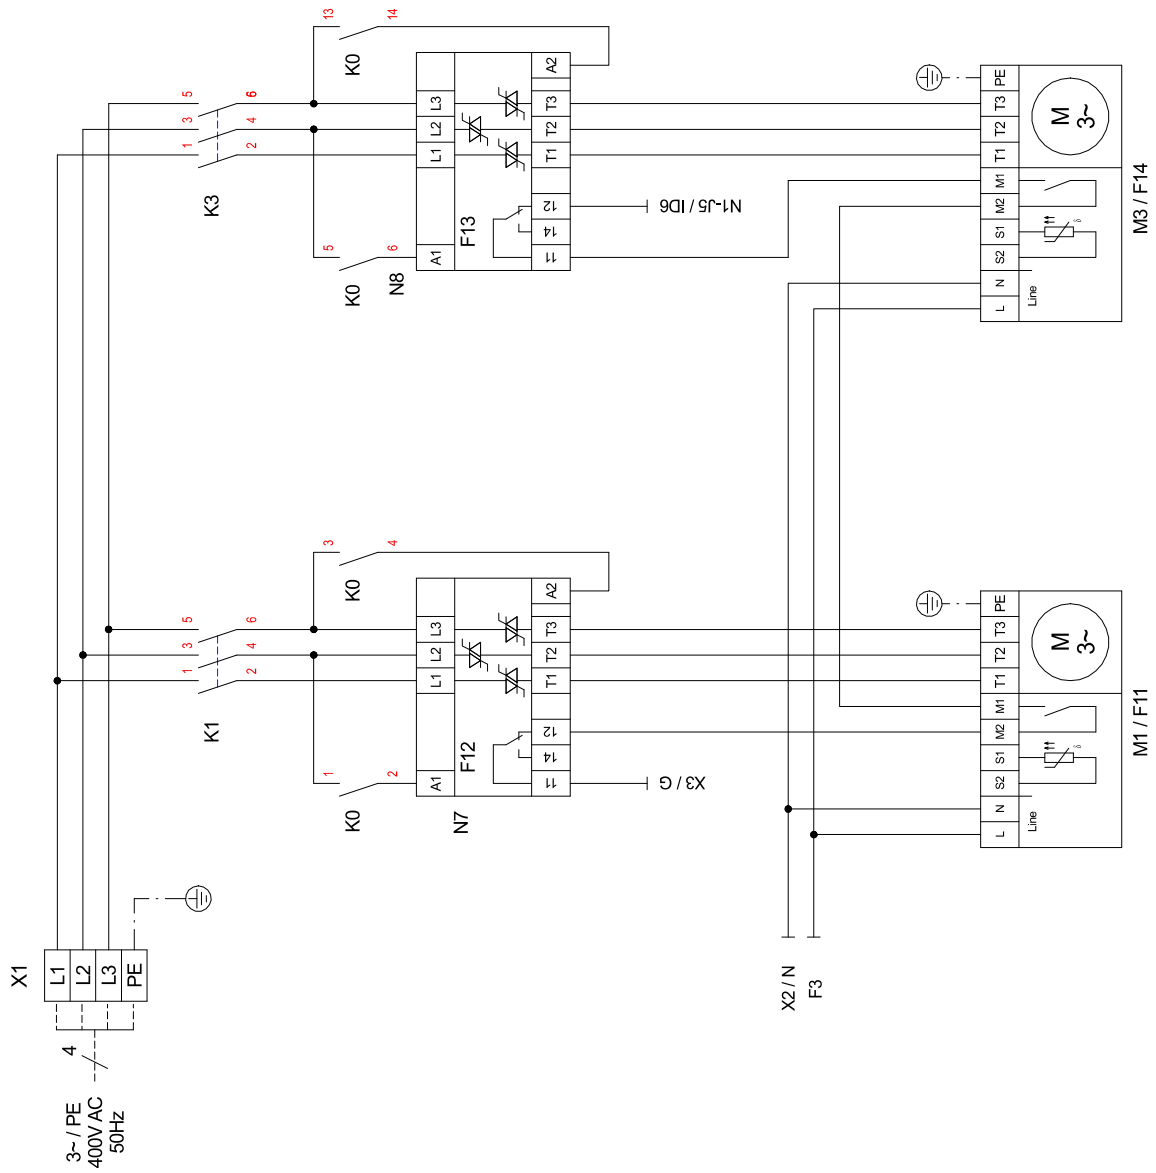 3~ / PE
400V AC
50Hz
4
X1
L1
L2
L3
PE
K1
1
3
5
2
4
6
K0
1
2
K0
3
4
N7
F12
A1
L1
L2
L3
11
14
12
T1
T2
T3
A2
X3 / G
K3
1
3
5
2
4
6
K0
5
6
K0
13
14
N8
F13
A1
L1
L2
L3
11
14
12
T1
T2
T3
A2
N1-J5 / ID6
X2 / N
F3
L
N
S2
S1
M2
M1
T1
T2
T3
PE
Line
M
3~
M1 / F11
L
N
S2
S1
M2
M1
T1
T2
T3
PE
Line
M
3~
M3 / F14